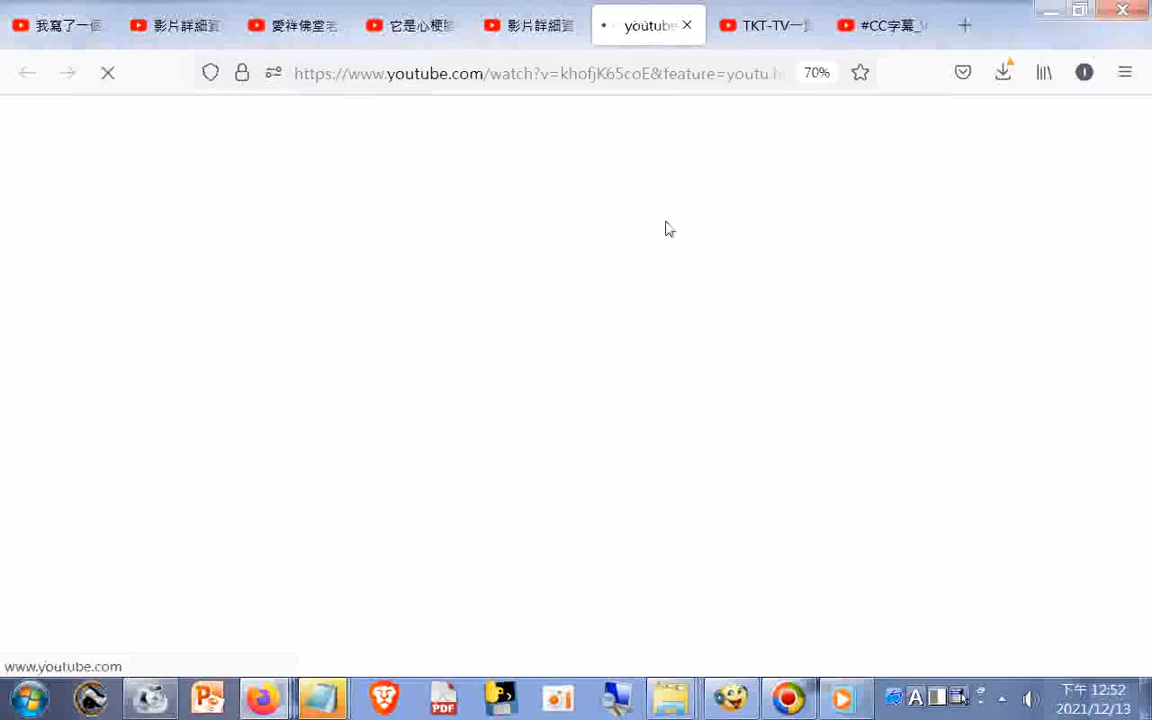 我寫了一個
影片詳細資
愛祥佛堂老
它是心梗腦
影片詳細資
youtube
TKT-TV一
#CC字幕_
https://www.youtube.com/watch?v=khofjK65coE&feature=youtu.b
70%
www.youtube.com
PDF
A
下午 12:52
2021/12/13